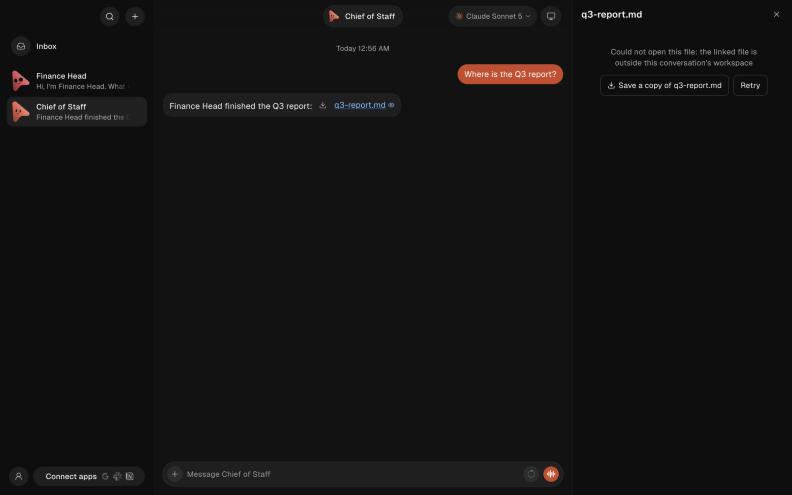 Inbox
Finance Head
Hi, I'm Finance Head. What
Chief of Staff
Finance Head finished the
Connect apps
Chief of Staff
Claude Sonnet 5
Today 12:56 AM
Where is the Q3 report?
Finance Head finished the Q3 report: q3-report.md
Message Chief of Staff
q3-report.md
Could not open this file: the linked file is
outside this conversation's workspace
Save a copy of q3-report.md
Retry